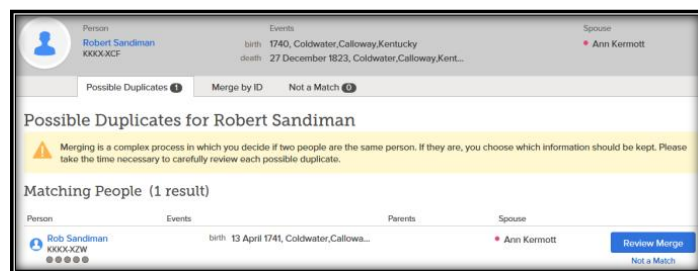 Person Events Spouse
Robert Sandiman birth 1740, Coldwater,Calloway,Kentucky Ann Kermott
KKKX-XCF death 27 December 1823, Coldwater,Calloway,Kent...
Possible Duplicates 1 Merge by ID Not a Match 0
Possible Duplicates for Robert Sandiman
Merging is a complex process in which you decide if two people are the same person. If they are, you choose which information should be kept. Please
take the time necessary to carefully review each possible duplicate.
Matching People (1 result)
Person Events Parents Spouse
Rob Sandiman birth 13 April 1741, Coldwater,Callowa... Ann Kermott Review Merge
KKKX-XZW
Not a Match